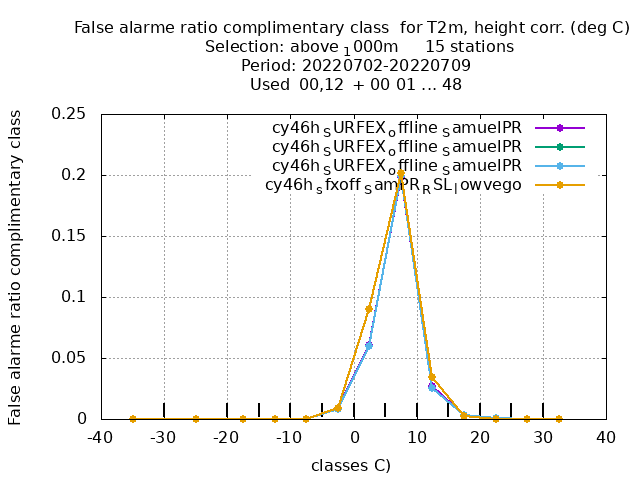 False alarme ratio complimentary class  for T2m, height corr. (deg C)
Selection: above 1000m     15 stations
Period: 20220702-20220709
Used  00,12  + 00 01 ... 48
False alarme ratio complimentary class
0.25
0.2
0.15
0.1
0.05
0
cy46h SURFEX offline SamuelPR
cy46h SURFEX offline SamuelPR
cy46h SURFEX offline SamuelPR
cy46h sfxoff SamPR RSL lowvego
-40 -30 -20 -10 0 10 20 30 40
classes C)